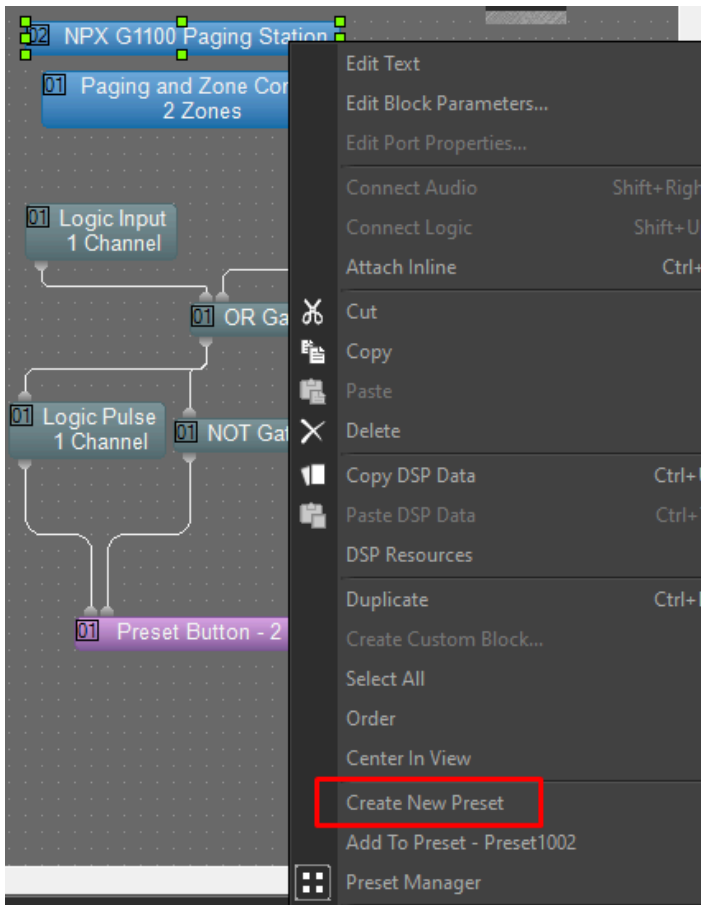 02 NPX G1100 Paging Station
01 Paging and Zone Cor
2 Zones
01 Logic Input
1 Channel
01 OR Ga
01 Logic Pulse
1 Channel
01 NOT Gat
01 Preset Button - 2
Edit Text
Edit Block Parameters...
Edit Port Properties...
Connect Audio Shift+Righ
Connect Logic Shift+U
Attach Inline Ctrl+
Cut
Copy
Paste
Delete
Copy DSP Data Ctrl+
Paste DSP Data Ctrl+
DSP Resources
Duplicate Ctrl+
Create Custom Block...
Select All
Order
Center In View
Create New Preset
Add To Preset - Preset1002
Preset Manager